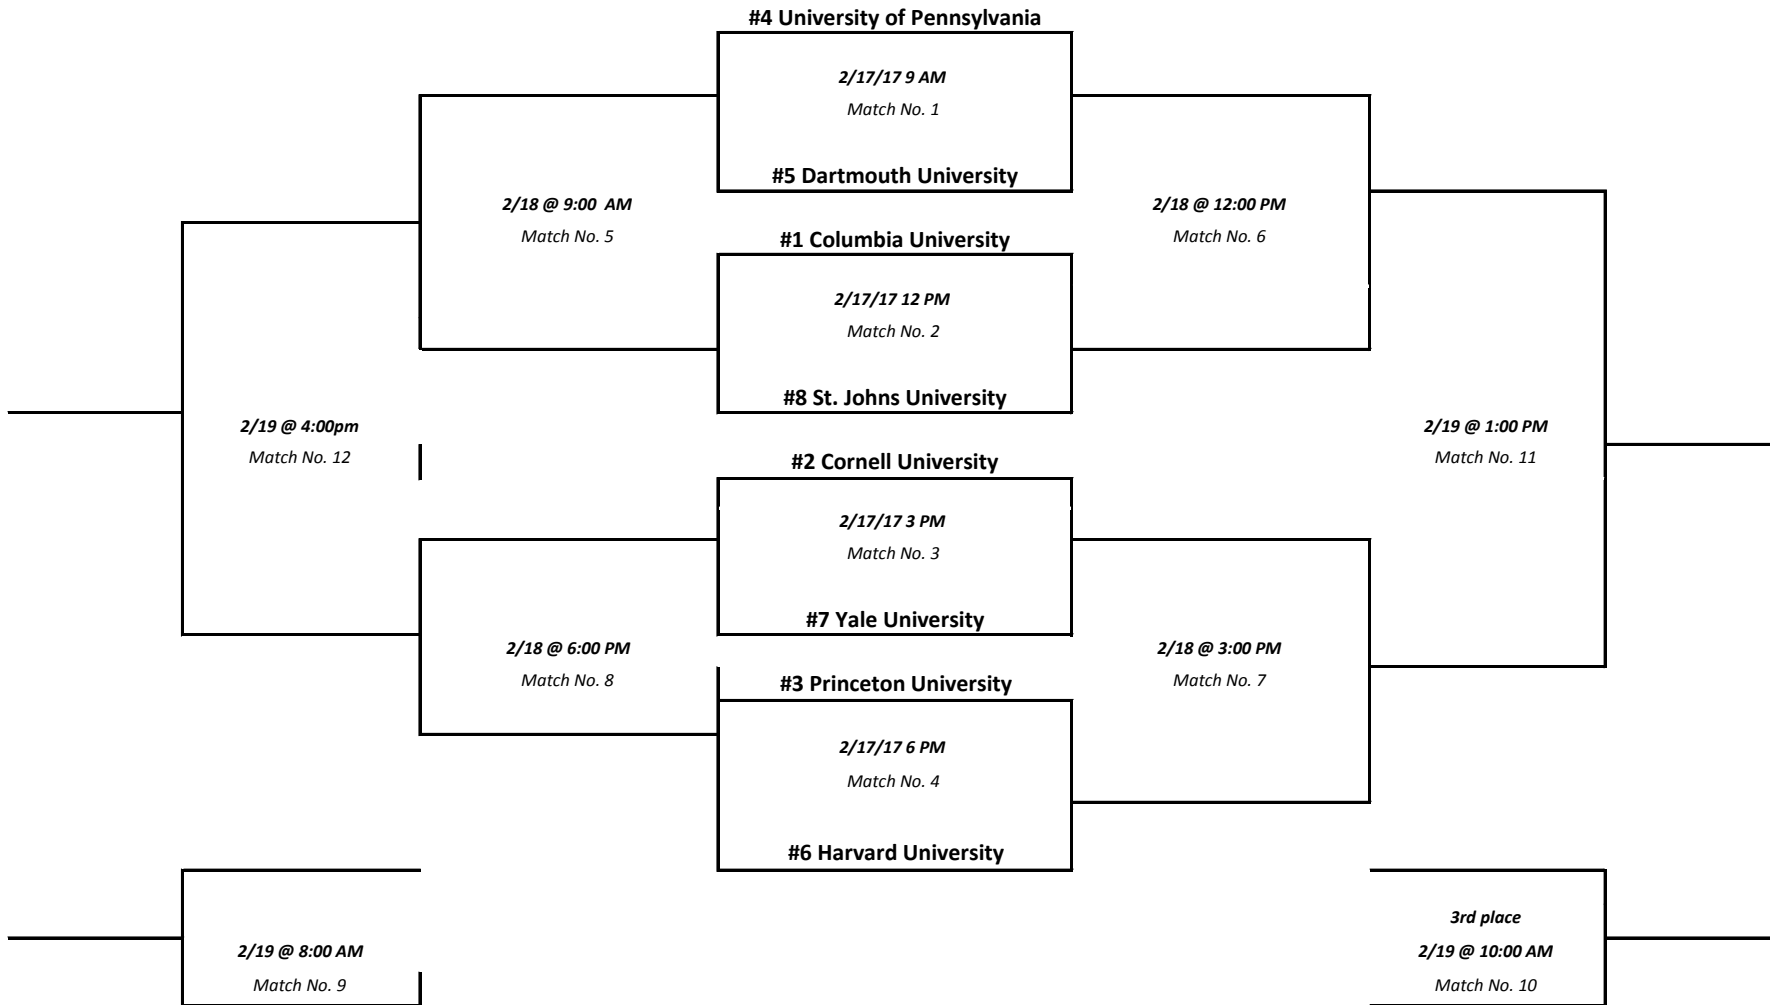 #4 University of Pennsylvania
2/17/17 9 AM
Match No. 1
#5 Dartmouth University
2/18 @ 9:00 AM
Match No. 5
2/18 @ 12:00 PM
Match No. 6
#1 Columbia University
2/17/17 12 PM
Match No. 2
#8 St. Johns University
2/19 @ 4:00pm
Match No. 12
2/19 @ 1:00 PM
Match No. 11
#2 Cornell University
2/17/17 3 PM
Match No. 3
#7 Yale University
2/18 @ 6:00 PM
Match No. 8
2/18 @ 3:00 PM
Match No. 7
#3 Princeton University
2/17/17 6 PM
Match No. 4
#6 Harvard University
2/19 @ 8:00 AM
Match No. 9
3rd place
2/19 @ 10:00 AM
Match No. 10